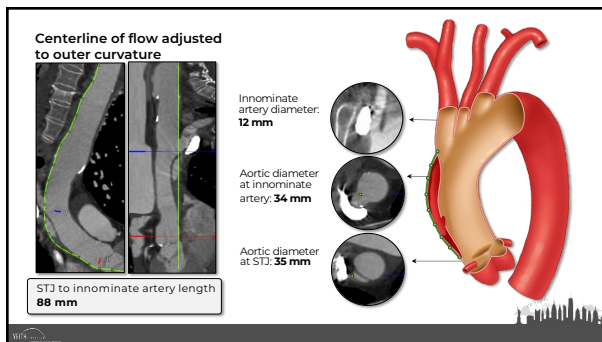 Centerline of flow adjusted
to outer curvature
Innominate
artery diameter:
12 mm
Aortic diameter
at innominate
artery: 34 mm
Aortic diameter
at STJ: 35 mm
STJ to innominate artery length
88 mm
VEITH